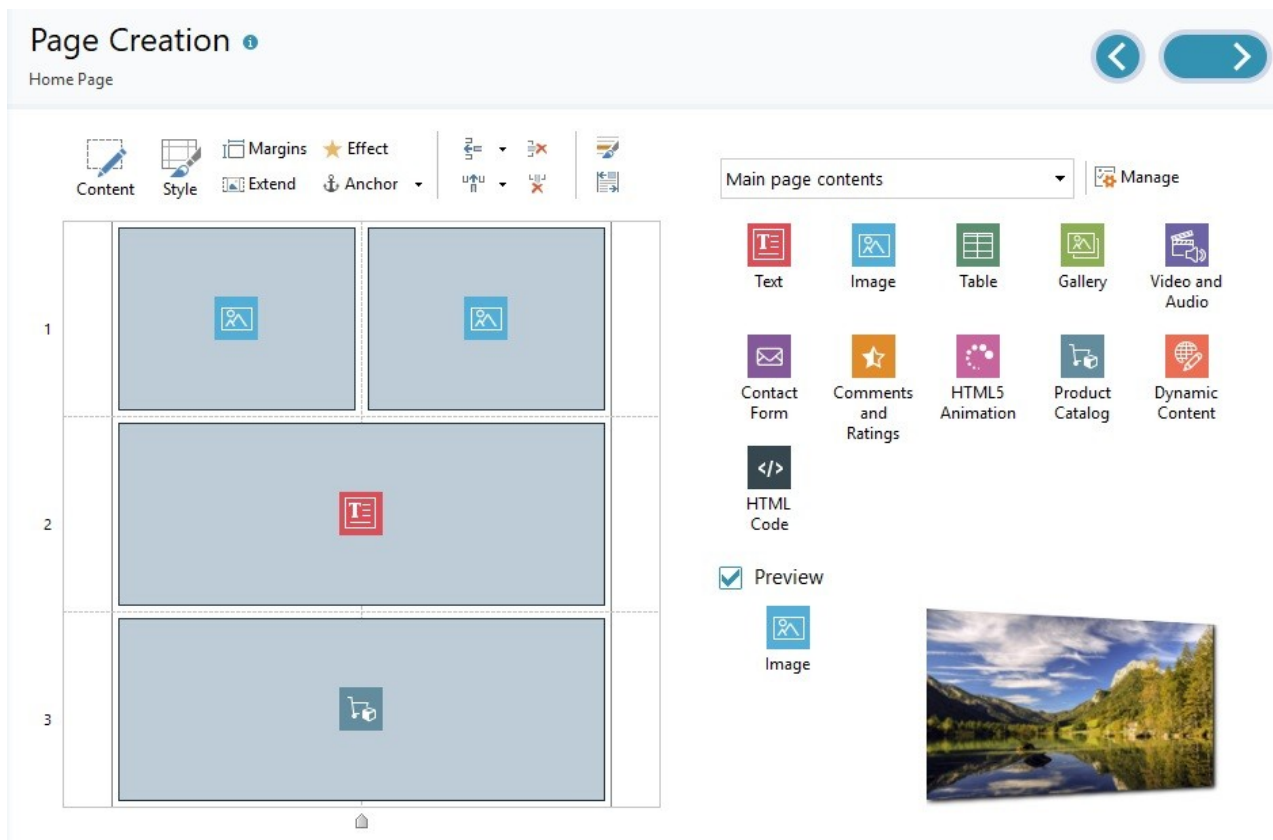 Page Creation
Home Page
Content
Style
Margins
Effect
Extend
Anchor
Main page contents
Manage
Text
Image
Table
Gallery
Video and
Audio
Contact
Form
Comments
and
Ratings
HTML5
Animation
Product
Catalog
Dynamic
Content
</>
HTML
Code
1
2
3
Preview
Image